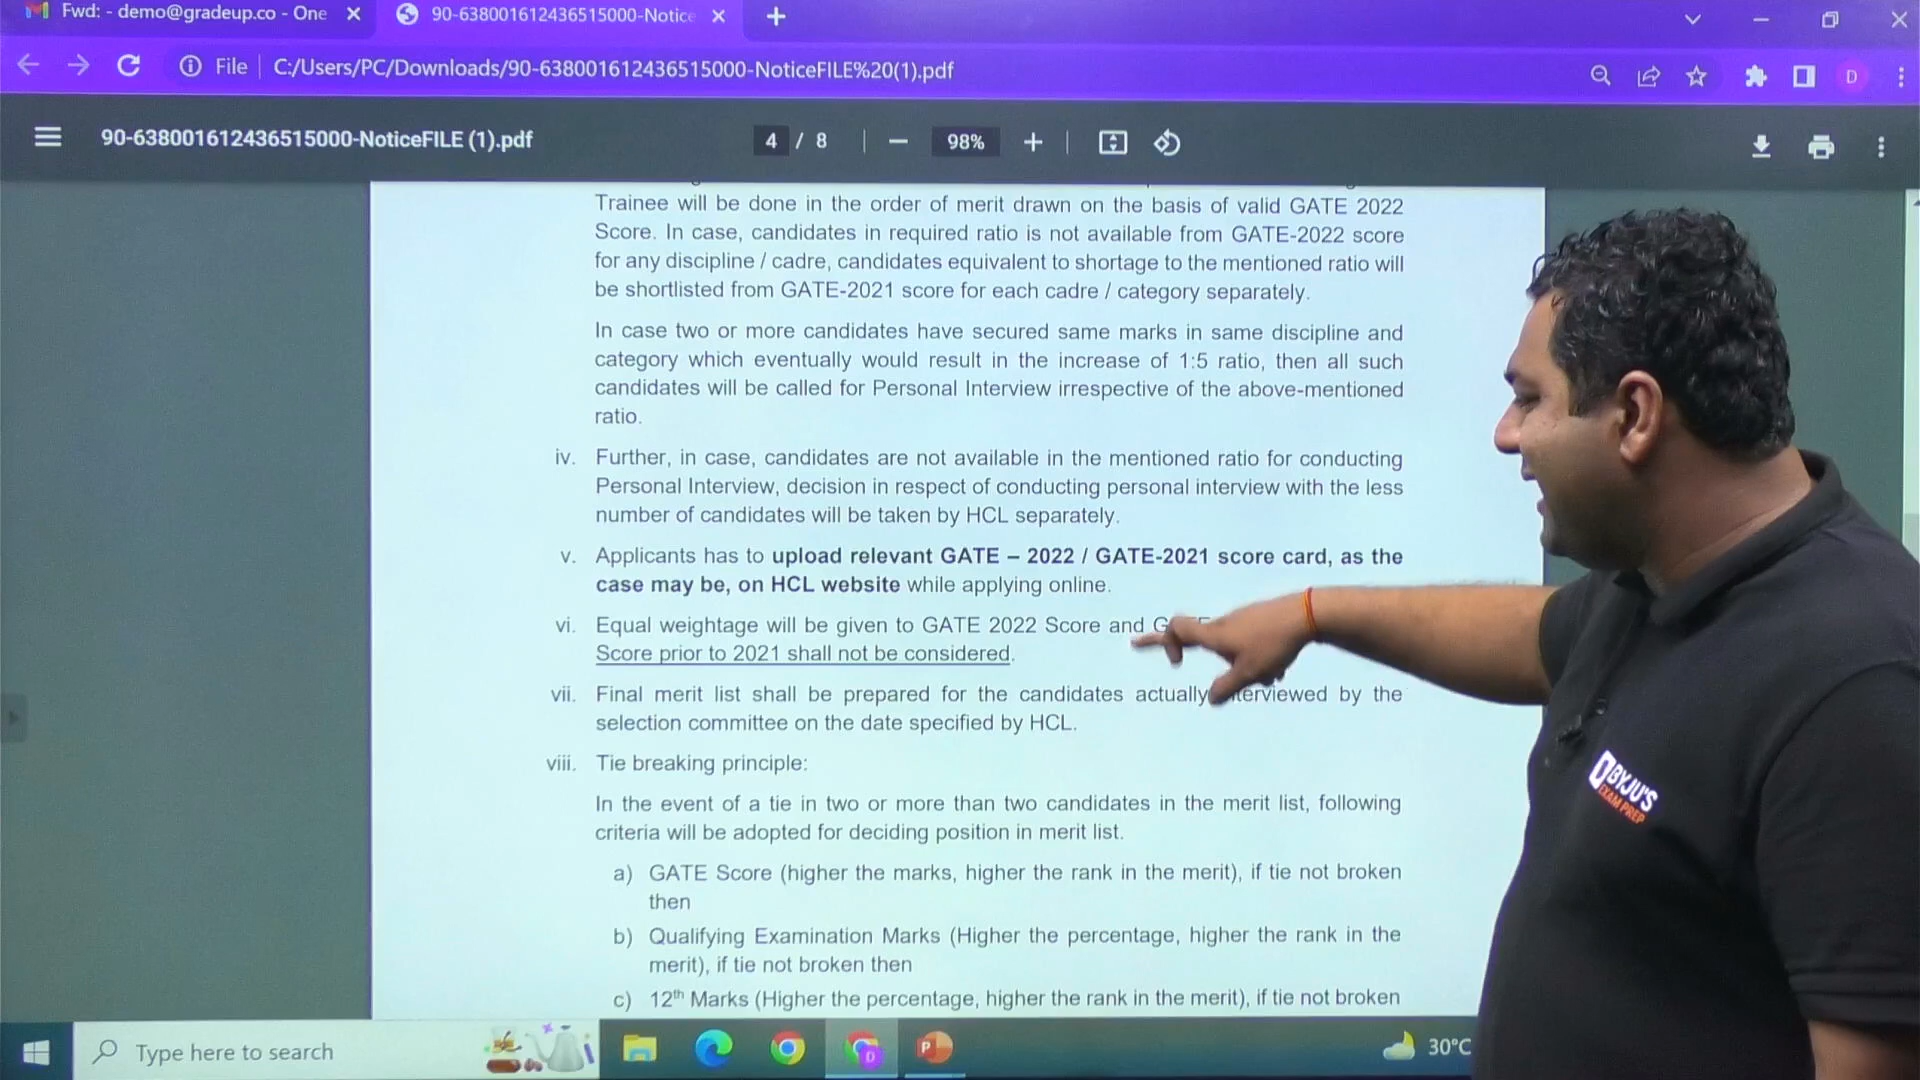 Fwd: - demo@gradeup.co - One
90-638001612436515000-Notice
File
C:/Users/PC/Downloads/90-638001612436515000-NoticeFILE%20(1).pdf
D
90-638001612436515000-NoticeFILE (1).pdf
4 / 8
98%
Trainee will be done in the order of merit drawn on the basis of valid GATE 2022
Score. In case, candidates in required ratio is not available from GATE-2022 score
for any discipline / cadre, candidates equivalent to shortage to the mentioned ratio will
be shortlisted from GATE-2021 score for each cadre / category separately.
In case two or more candidates have secured same marks in same discipline and
category which eventually would result in the increase of 1:5 ratio, then all such
candidates will be called for Personal Interview irrespective of the above-mentioned
ratio.
iv. Further, in case, candidates are not available in the mentioned ratio for conducting
Personal Interview, decision in respect of conducting personal interview with the less
number of candidates will be taken by HCL separately.
v. Applicants has to upload relevant GATE – 2022 / GATE-2021 score card, as the
case may be, on HCL website while applying online.
vi. Equal weightage will be given to GATE 2022 Score and
Score prior to 2021 shall not be considered.
vii. Final merit list shall be prepared for the candidates actually interviewed by the
selection committee on the date specified by HCL.
viii. Tie breaking principle:
In the event of a tie in two or more than two candidates in the merit list, following
criteria will be adopted for deciding position in merit list.
a) GATE Score (higher the marks, higher the rank in the merit), if tie not broken
then
b) Qualifying Examination Marks (Higher the percentage, higher the rank in the
merit), if tie not broken then
c) 12th Marks (Higher the percentage, higher the rank in the merit), if tie not broken
BYJU'S
EXAM PREP
Type here to search
D
P
30°C